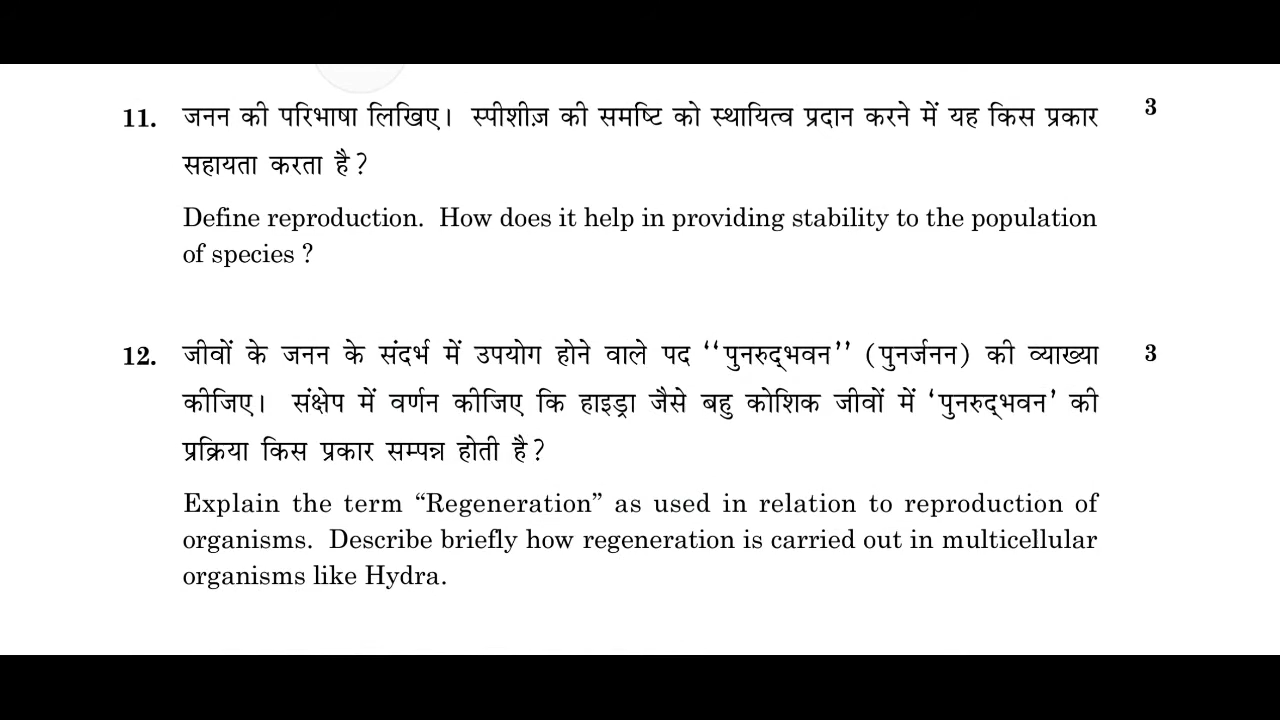 11. जनन की परिभाषा लिखिए। स्पीशीज़ की समष्टि को स्थायित्व प्रदान करने में यह किस प्रकार 3
सहायता करता है ?
Define reproduction. How does it help in providing stability to the population
of species ?
12. जीवों के जनन के संदर्भ में उपयोग होने वाले पद ‘‘पुनरुद्भवन’’ (पुनर्जनन) की व्याख्या 3
कीजिए। संक्षेप में वर्णन कीजिए कि हाइड्रा जैसे बहु कोशिक जीवों में ‘पुनरुद्भवन’ की
प्रक्रिया किस प्रकार सम्पन्न होती है ?
Explain the term “Regeneration” as used in relation to reproduction of
organisms. Describe briefly how regeneration is carried out in multicellular
organisms like Hydra.